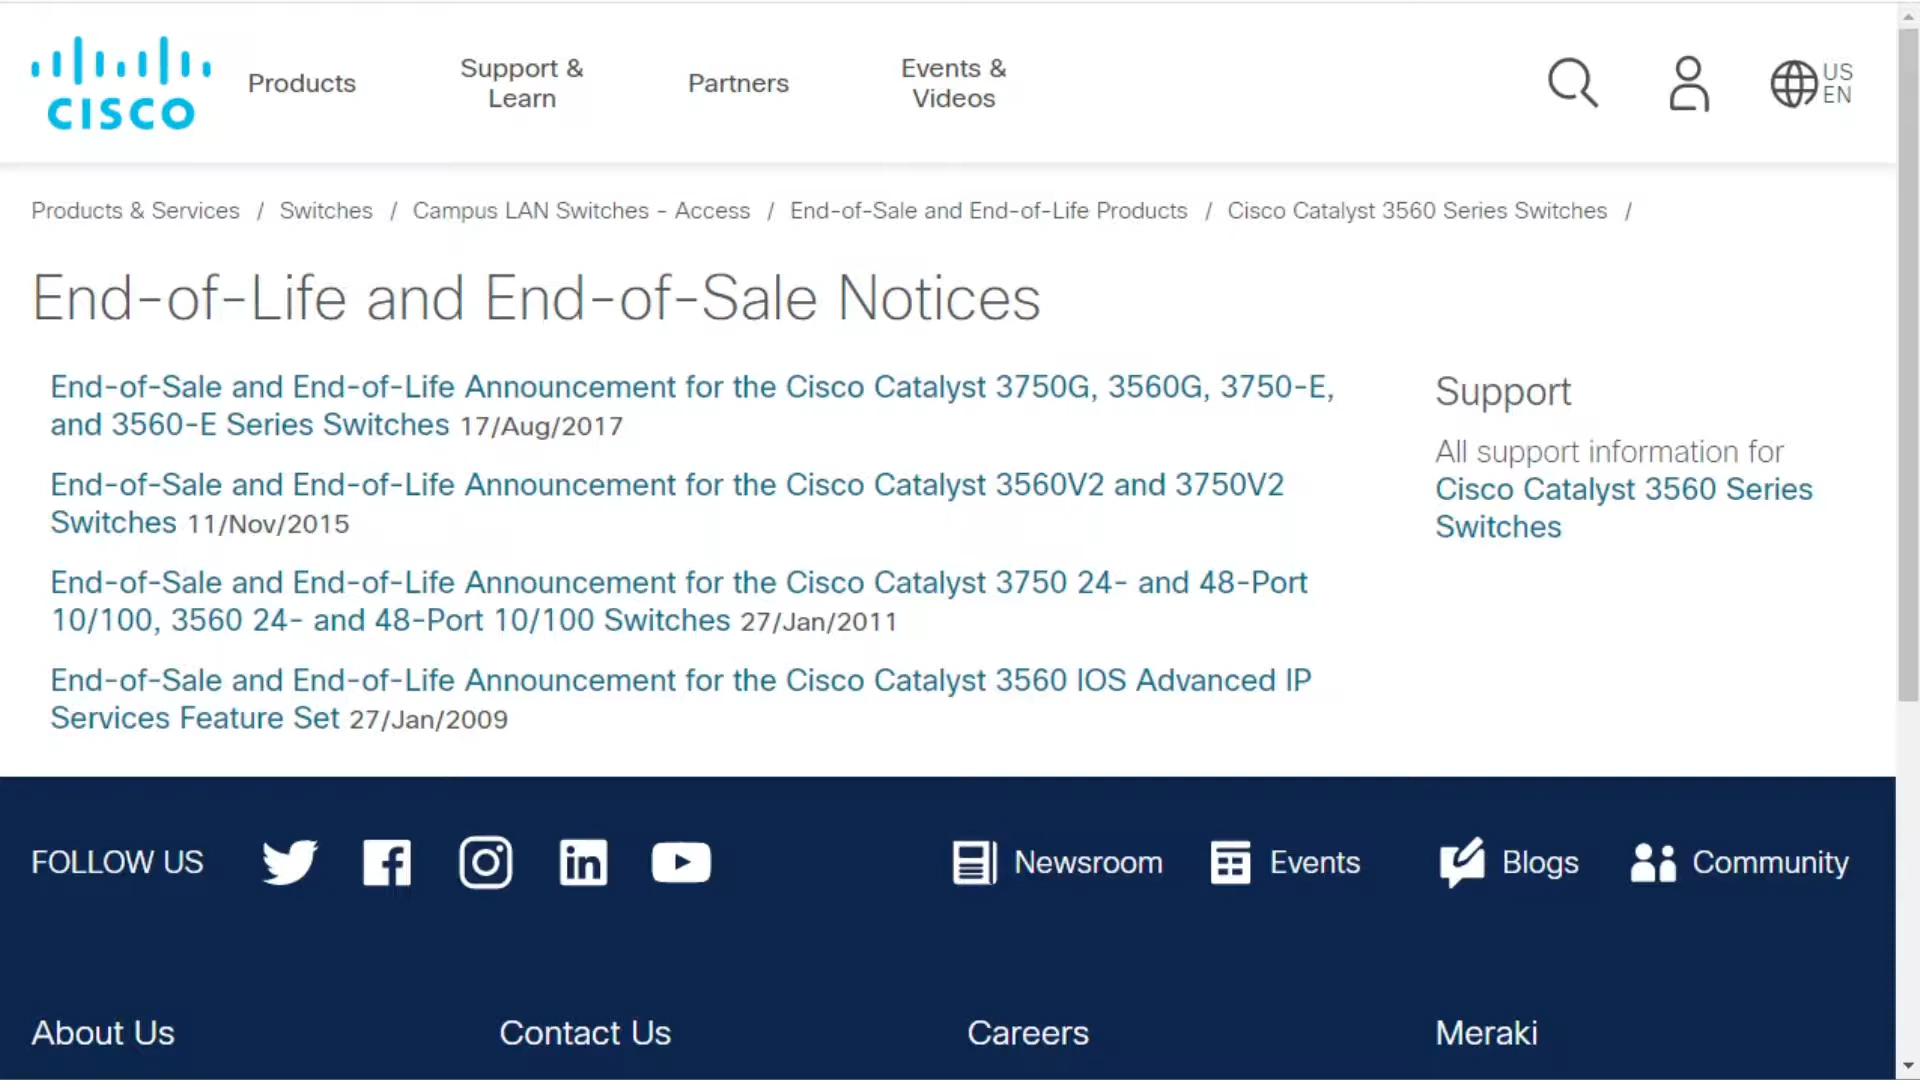 CISCO
Products
Support &
Learn
Partners
Events &
Videos
US
EN
Products & Services / Switches / Campus LAN Switches - Access / End-of-Sale and End-of-Life Products / Cisco Catalyst 3560 Series Switches /
End-of-Life and End-of-Sale Notices
End-of-Sale and End-of-Life Announcement for the Cisco Catalyst 3750G, 3560G, 3750-E,
and 3560-E Series Switches 17/Aug/2017
End-of-Sale and End-of-Life Announcement for the Cisco Catalyst 3560V2 and 3750V2
Switches 11/Nov/2015
End-of-Sale and End-of-Life Announcement for the Cisco Catalyst 3750 24- and 48-Port
10/100, 3560 24- and 48-Port 10/100 Switches 27/Jan/2011
End-of-Sale and End-of-Life Announcement for the Cisco Catalyst 3560 IOS Advanced IP
Services Feature Set 27/Jan/2009
Support
All support information for
Cisco Catalyst 3560 Series
Switches
FOLLOW US
Newsroom
Events
Blogs
Community
About Us
Contact Us
Careers
Meraki